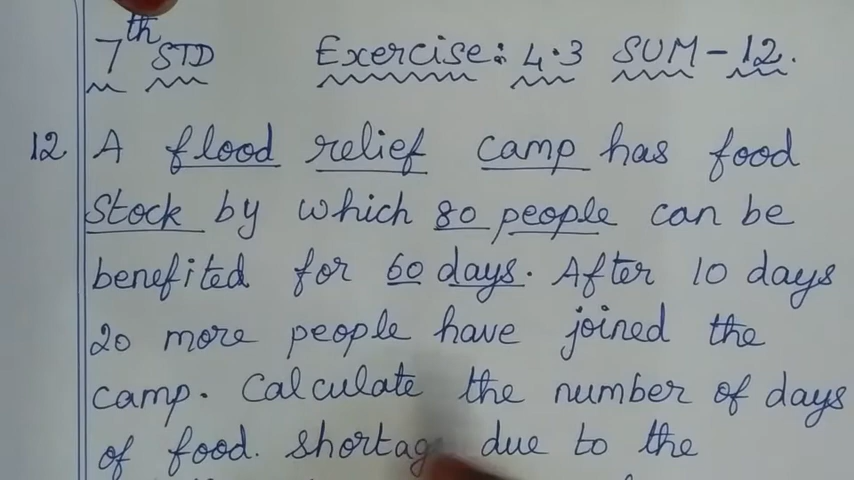 7th STD Exercise: 4.3 SUM - 12.
12. A flood relief camp has food
stock by which 80 people can be
benefited for 60 days. After 10 days
20 more people have joined the
camp. Calculate the number of days
of food. shortage due to the